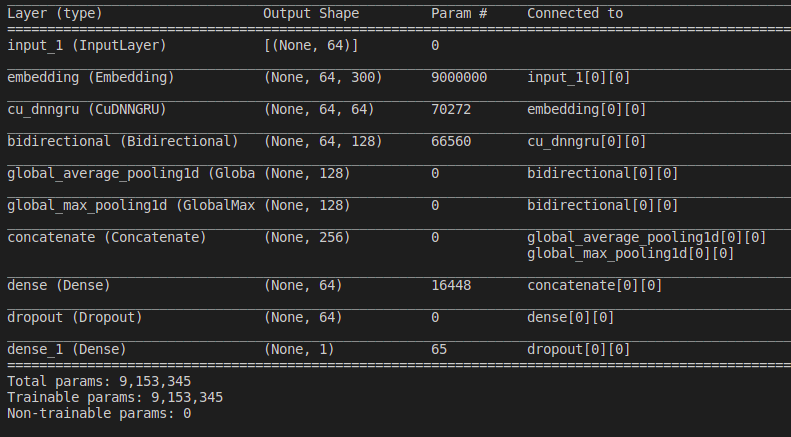 Layer (type) Output Shape Param # Connected to
==================================================================================================
input_1 (InputLayer) [(None, 64)] 0
embedding (Embedding) (None, 64, 300) 9000000 input_1[0][0]
cu_dnngru (CuDNNGRU) (None, 64, 64) 70272 embedding[0][0]
bidirectional (Bidirectional) (None, 64, 128) 66560 cu_dnngru[0][0]
global_average_pooling1d (Globa (None, 128) 0 bidirectional[0][0]
global_max_pooling1d (GlobalMax (None, 128) 0 bidirectional[0][0]
concatenate (Concatenate) (None, 256) 0 global_average_pooling1d[0][0]
global_max_pooling1d[0][0]
dense (Dense) (None, 64) 16448 concatenate[0][0]
dropout (Dropout) (None, 64) 0 dense[0][0]
dense_1 (Dense) (None, 1) 65 dropout[0][0]
==================================================================================================
Total params: 9,153,345
Trainable params: 9,153,345
Non-trainable params: 0